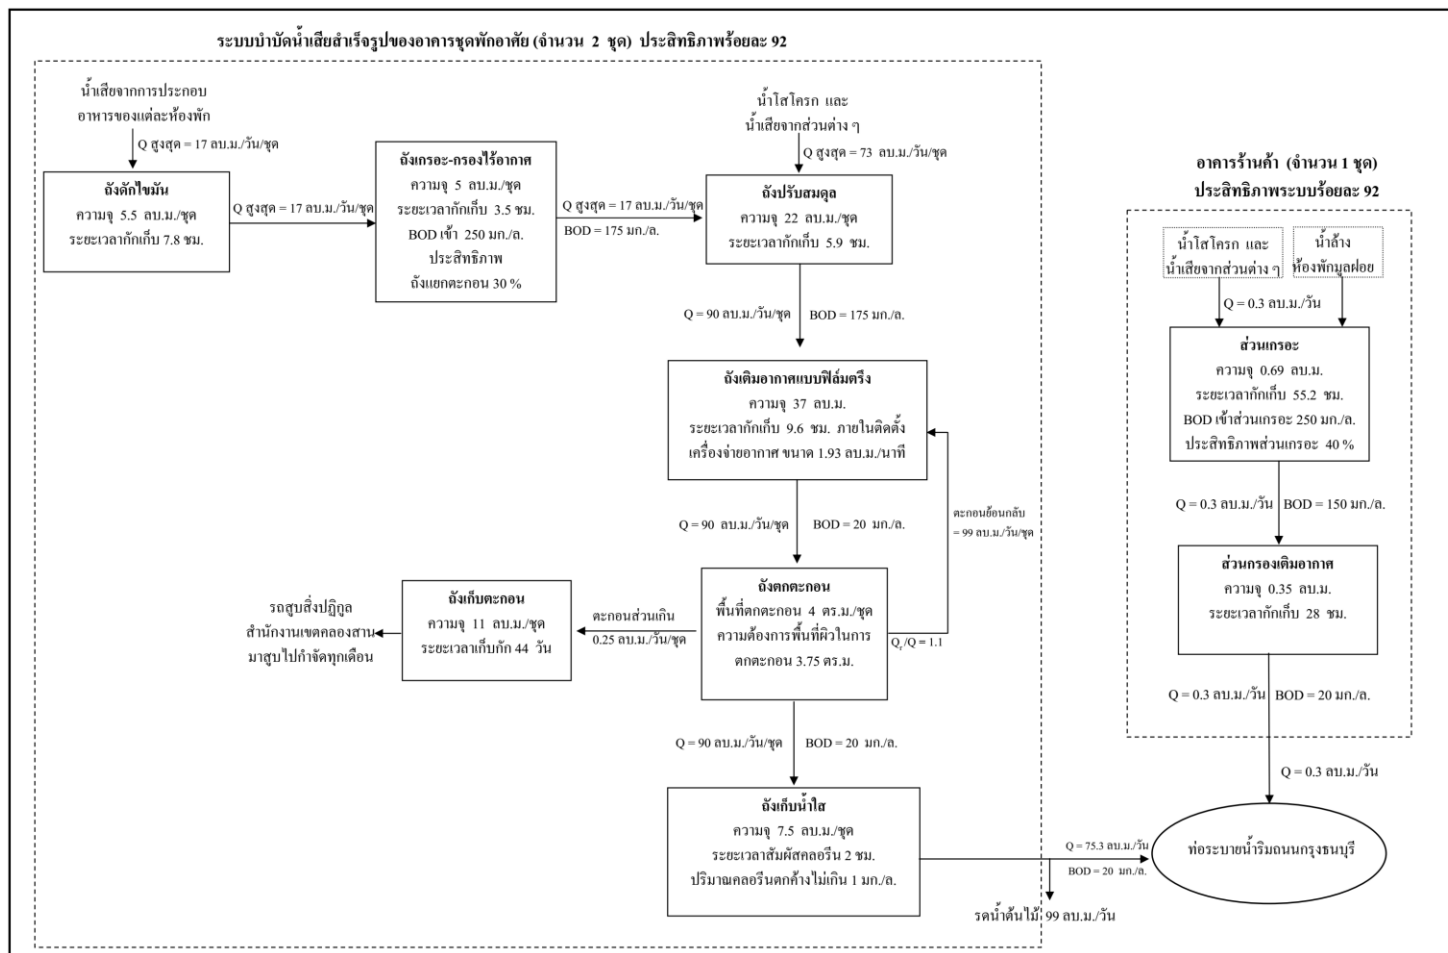 ระบบบำบัดน้ำเสียสำเร็จรูปของอาคารชุดพักอาศัย (จำนวน 2 ชุด) ประสิทธิภาพร้อยละ 92
น้ำเสียจากการประกอบ
อาหารของแต่ละห้องพัก
Q สูงสุด = 17 ลบ.ม./วัน/ชุด
ถังดักไขมัน
ความจุ 5.5 ลบ.ม./ชุด
ระยะเวลากักเก็บ 7.8 ชม.
Q สูงสุด = 17 ลบ.ม./วัน/ชุด
ถังเกรอะ-กรองไร้อากาศ
ความจุ 5 ลบ.ม./ชุด
ระยะเวลากักเก็บ 3.5 ชม.
BOD เข้า 250 มก./ล.
ประสิทธิภาพ
ถังแยกตะกอน 30 %
Q สูงสุด = 17 ลบ.ม./วัน/ชุด
BOD = 175 มก./ล.
น้ำโสโครก และ
น้ำเสียจากส่วนต่าง ๆ
Q สูงสุด = 73 ลบ.ม./วัน/ชุด
ถังปรับสมดุล
ความจุ 22 ลบ.ม./ชุด
ระยะเวลากักเก็บ 5.9 ชม.
Q = 90 ลบ.ม./วัน/ชุด
BOD = 175 มก./ล.
ถังเติมอากาศแบบฟิล์มตรึง
ความจุ 37 ลบ.ม.
ระยะเวลากักเก็บ 9.6 ชม. ภายในติดตั้ง
เครื่องจ่ายอากาศ ขนาด 1.93 ลบ.ม./นาที
Q = 90 ลบ.ม./วัน/ชุด
BOD = 20 มก./ล.
ตะกอนย้อนกลับ
= 99 ลบ.ม./วัน/ชุด
ถังตกตะกอน
พื้นที่ตกตะกอน 4 ตร.ม./ชุด
ความต้องการพื้นที่ผิวในการ
ตกตะกอน 3.75 ตร.ม.
Qr/Q = 1.1
ตะกอนส่วนเกิน
0.25 ลบ.ม./วัน/ชุด
ถังเก็บตะกอน
ความจุ 11 ลบ.ม./ชุด
ระยะเวลาเก็บกัก 44 วัน
รถสูบสิ่งปฏิกูล
สำนักงานเขตคลองสาน
มาสูบไปกำจัดทุกเดือน
Q = 90 ลบ.ม./วัน/ชุด
BOD = 20 มก./ล.
ถังเก็บน้ำใส
ความจุ 7.5 ลบ.ม./ชุด
ระยะเวลาสัมผัสคลอรีน 2 ชม.
ปริมาณคลอรีนตกค้างไม่เกิน 1 มก./ล.
Q = 75.3 ลบ.ม./วัน
BOD = 20 มก./ล.
รดน้ำต้นไม้ 99 ลบ.ม./วัน
อาคารร้านค้า (จำนวน 1 ชุด)
ประสิทธิภาพระบบร้อยละ 92
น้ำโสโครก และ
น้ำเสียจากส่วนต่าง ๆ
น้ำล้าง
ห้องพักมูลฝอย
Q = 0.3 ลบ.ม./วัน
ส่วนเกรอะ
ความจุ 0.69 ลบ.ม.
ระยะเวลากักเก็บ 55.2 ชม.
BOD เข้าส่วนเกรอะ 250 มก./ล.
ประสิทธิภาพส่วนเกรอะ 40 %
Q = 0.3 ลบ.ม./วัน
BOD = 150 มก./ล.
ส่วนกรองเติมอากาศ
ความจุ 0.35 ลบ.ม.
ระยะเวลากักเก็บ 28 ชม.
Q = 0.3 ลบ.ม./วัน
BOD = 20 มก./ล.
Q = 0.3 ลบ.ม./วัน
ท่อระบายน้ำริมถนนกรุงธนบุรี